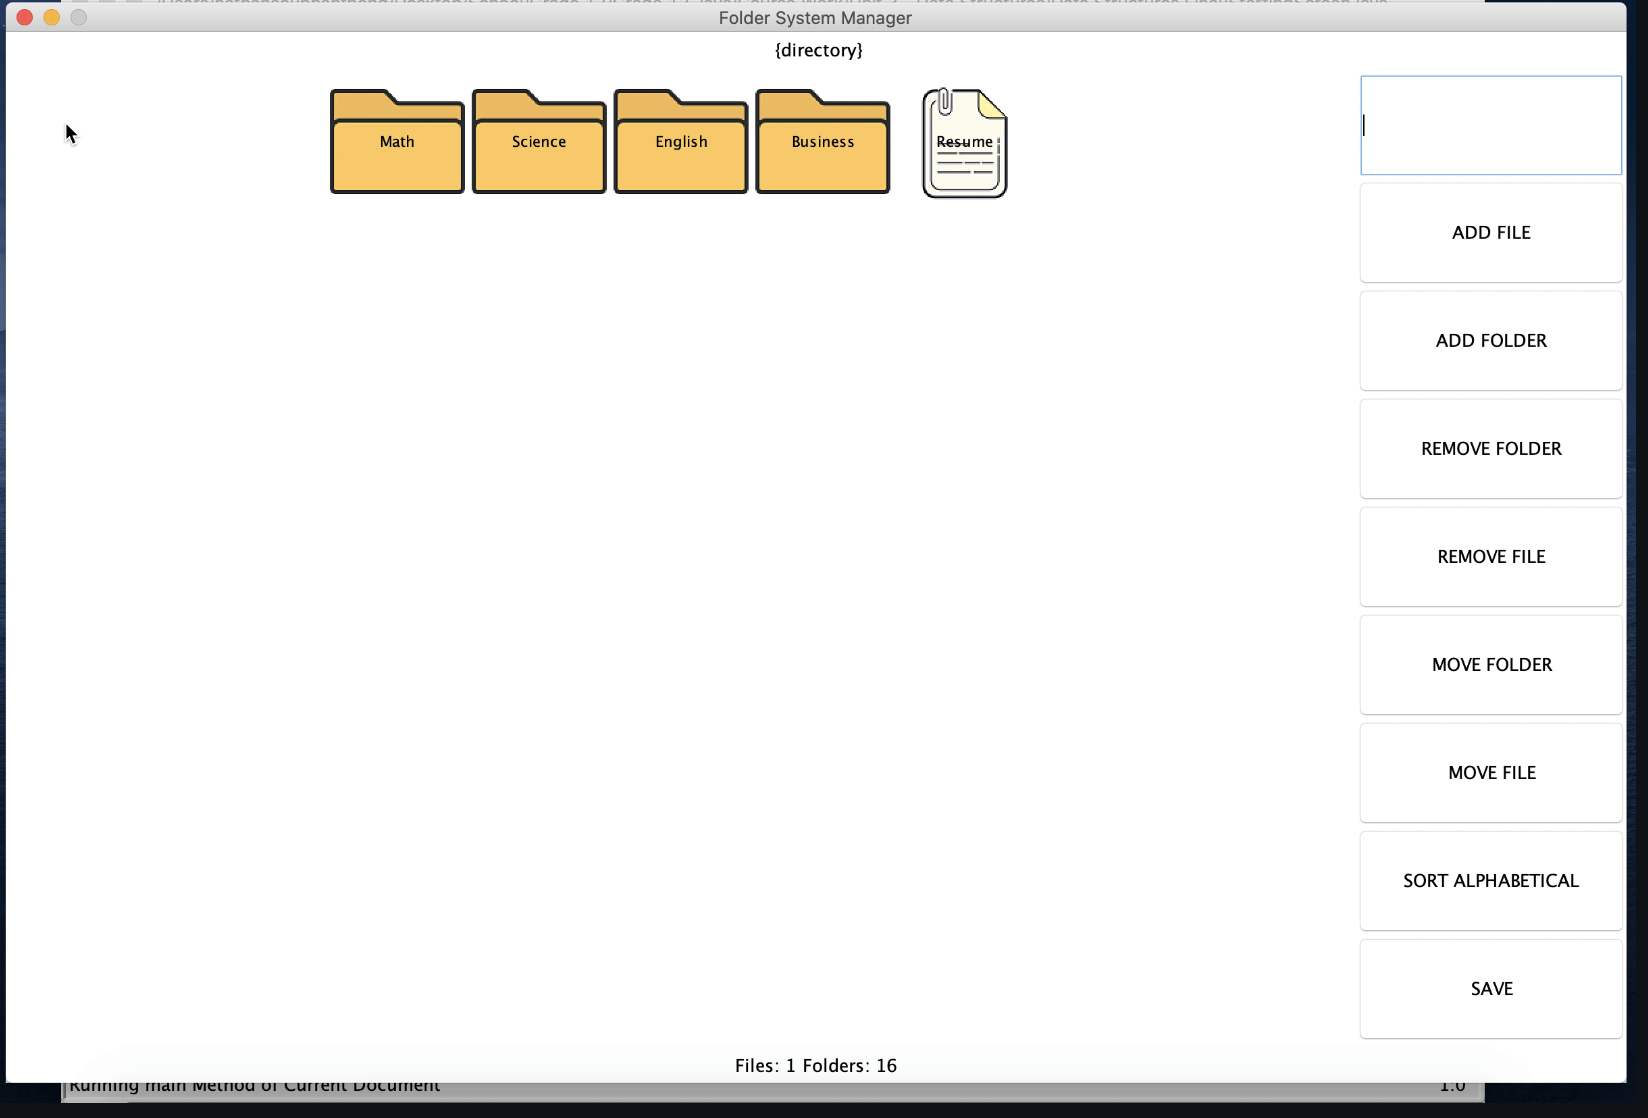 Folder System Manager
{directory}
Math
Science
English
Business
Resume
ADD FILE
ADD FOLDER
REMOVE FOLDER
REMOVE FILE
MOVE FOLDER
MOVE FILE
SORT ALPHABETICAL
SAVE
Files: 1 Folders: 16
Running main Method of Current Document
1:0